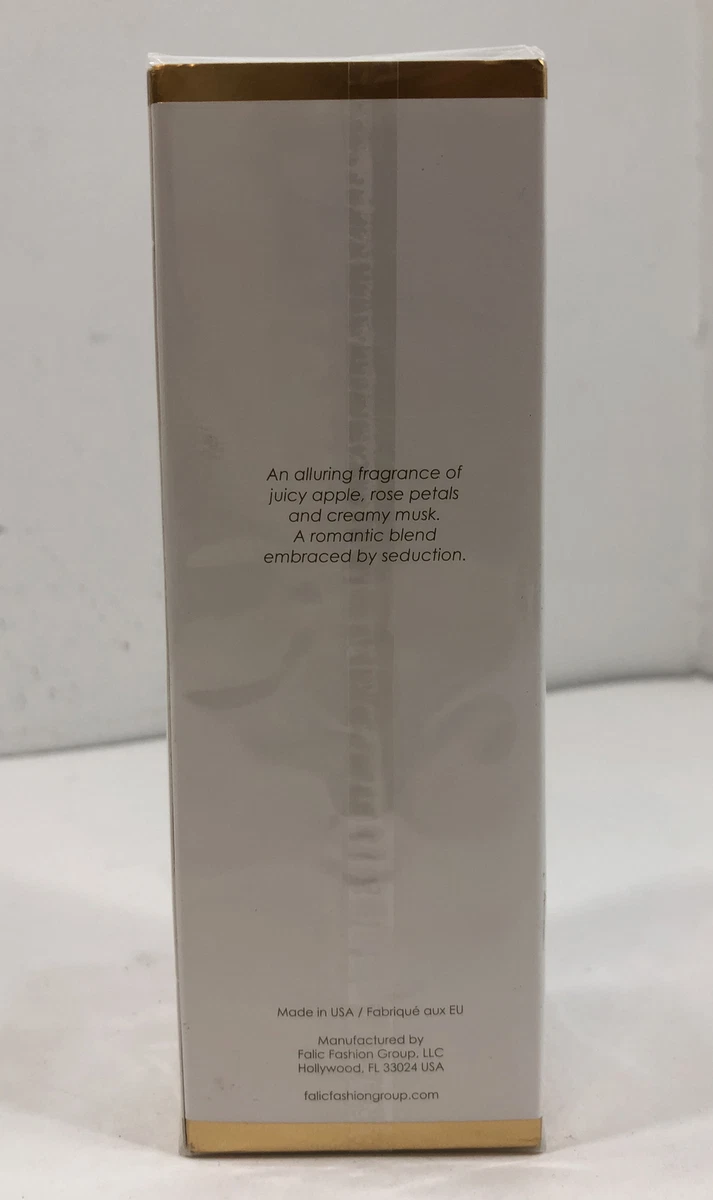 An alluring fragrance of
juicy apple, rose petals
and creamy musk.
A romantic blend
embraced by seduction.
Made in USA / Fabriqué aux EU
Manufactured by
Falic Fashion Group, LLC
Hollywood, FL 33024 USA
falicfashiongroup.com